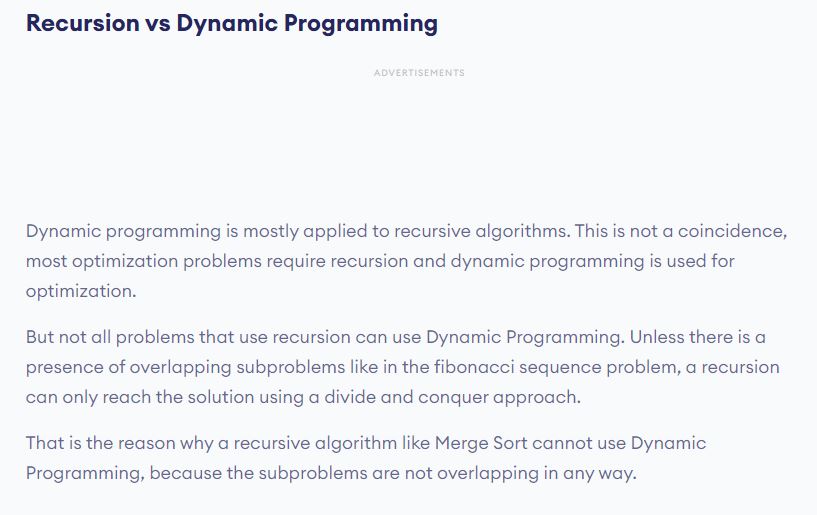 Recursion vs Dynamic Programming
ADVERTISEMENTS
Dynamic programming is mostly applied to recursive algorithms. This is not a coincidence,
most optimization problems require recursion and dynamic programming is used for
optimization.
But not all problems that use recursion can use Dynamic Programming. Unless there is a
presence of overlapping subproblems like in the fibonacci sequence problem, a recursion
can only reach the solution using a divide and conquer approach.
That is the reason why a recursive algorithm like Merge Sort cannot use Dynamic
Programming, because the subproblems are not overlapping in any way.